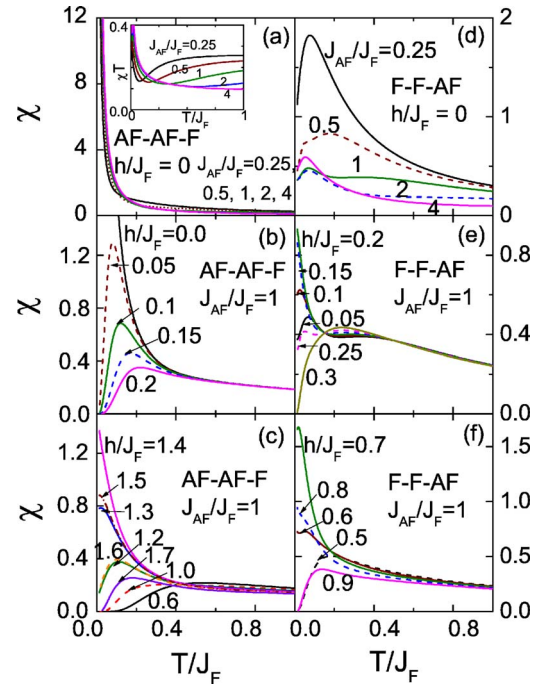 12
8
4
0
χ
0.4
0.0
χT
J_AF/J_F=0.25
0.5
1
2
4
0
1
T/J_F
(a)
AF-AF-F
h/J_F = 0
J_AF/J_F=0.25
0.5, 1, 2, 4
(d)
J_AF/J_F=0.25
F-F-AF
h/J_F = 0
0.5
1
2
4
2
1
0
1.2
0.8
0.4
0.0
χ
(b)
h/J_F=0.0
0.05
AF-AF-F
J_AF/J_F=1
0.1
0.15
0.2
(e)
h/J_F=0.2
0.15
0.1
0.05
0.25
0.3
F-F-AF
J_AF/J_F=1
0.8
0.4
0.0
1.2
0.8
0.4
0.0
χ
(c)
h/J_F=1.4
AF-AF-F
J_AF/J_F=1
1.5
1.3
1.6
1.2
1.7
1.0
0.6
(f)
h/J_F=0.7
F-F-AF
J_AF/J_F=1
0.8
0.6
0.5
0.9
1.5
1.0
0.5
0.0
0.0 0.4 0.8
T/J_F
0.0 0.4 0.8
T/J_F